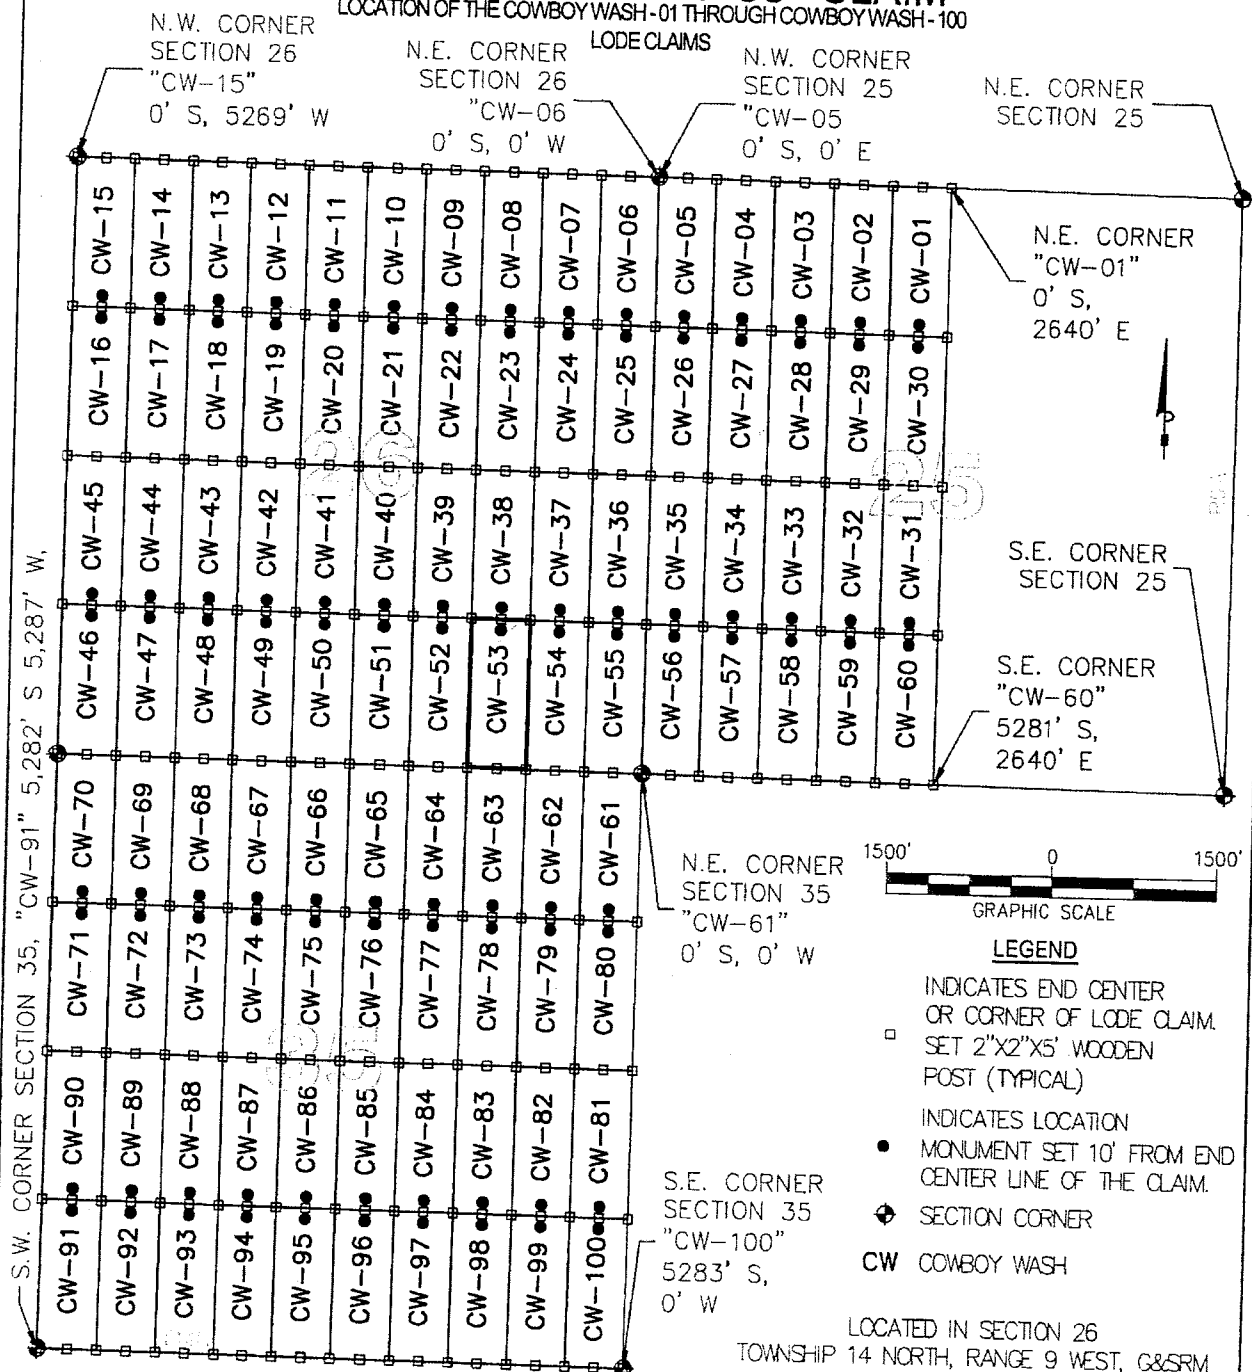 LOCATION OF THE COWBOY WASH - 01 THROUGH COWBOY WASH - 100
LODE CLAIMS
N.W. CORNER
SECTION 26
"CW-15"
0' S, 5269' W
N.E. CORNER
SECTION 26
"CW-06
0' S, 0' W
N.W. CORNER
SECTION 25
"CW-05
0' S, 0' E
N.E. CORNER
SECTION 25
CW-15 CW-14 CW-13 CW-12 CW-11 CW-10 CW-09 CW-08 CW-07 CW-06 CW-05 CW-04 CW-03 CW-02 CW-01
N.E. CORNER
"CW-01"
0' S,
2640' E
CW-16 CW-17 CW-18 CW-19 CW-20 CW-21 CW-22 CW-23 CW-24 CW-25 CW-26 CW-27 CW-28 CW-29 CW-30
26
25
CW-45 CW-44 CW-43 CW-42 CW-41 CW-40 CW-39 CW-38 CW-37 CW-36 CW-35 CW-34 CW-33 CW-32 CW-31
S.E. CORNER
SECTION 25
CW-46 CW-47 CW-48 CW-49 CW-50 CW-51 CW-52 CW-53 CW-54 CW-55 CW-56 CW-57 CW-58 CW-59 CW-60
S.E. CORNER
"CW-60"
5281' S,
2640' E
CW-70 CW-69 CW-68 CW-67 CW-66 CW-65 CW-64 CW-63 CW-62 CW-61
N.E. CORNER
SECTION 35
"CW-61"
0' S, 0' W
CW-71 CW-72 CW-73 CW-74 CW-75 CW-76 CW-77 CW-78 CW-79 CW-80
35
CW-90 CW-89 CW-88 CW-87 CW-86 CW-85 CW-84 CW-83 CW-82 CW-81
CW-91 CW-92 CW-93 CW-94 CW-95 CW-96 CW-97 CW-98 CW-99 CW-100
S.E. CORNER
SECTION 35
"CW-100"
5283' S,
0' W
S.W. CORNER SECTION 35, "CW-91" 5,282' S 5,287' W,
1500' 0 1500'
GRAPHIC SCALE
LEGEND
INDICATES END CENTER
OR CORNER OF LODE CLAIM.
SET 2"X2"X5' WOODEN
POST (TYPICAL)
INDICATES LOCATION
MONUMENT SET 10' FROM END
CENTER LINE OF THE CLAIM.
SECTION CORNER
CW COWBOY WASH
LOCATED IN SECTION 26
TOWNSHIP 14 NORTH, RANGE 9 WEST, G&SRM